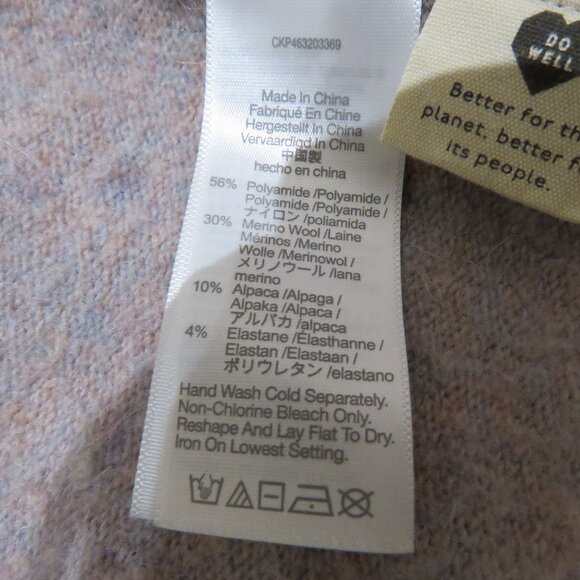 CKP463203369
Made In China
Fabriqué En Chine
Hergestellt In China
Vervaardigd In China
中国製
hecho en china
56% Polyamide /Polyamide /
Polyamide /Polyamide /
ナイロン /poliamida
30% Merino Wool /Laine
Mérinos /Merino
Wolle /Merinowol /
メリノウール /lana
merino
10% Alpaca /Alpaga /
Alpaka /Alpaca /
アルパカ /alpaca
4% Elastane /Élasthanne /
Elastan /Elastaan /
ポリウレタン /elastano
Hand Wash Cold Separately.
Non-Chlorine Bleach Only.
Reshape And Lay Flat To Dry.
Iron On Lowest Setting.
DO
WELL
Better for the
planet, better
its people.